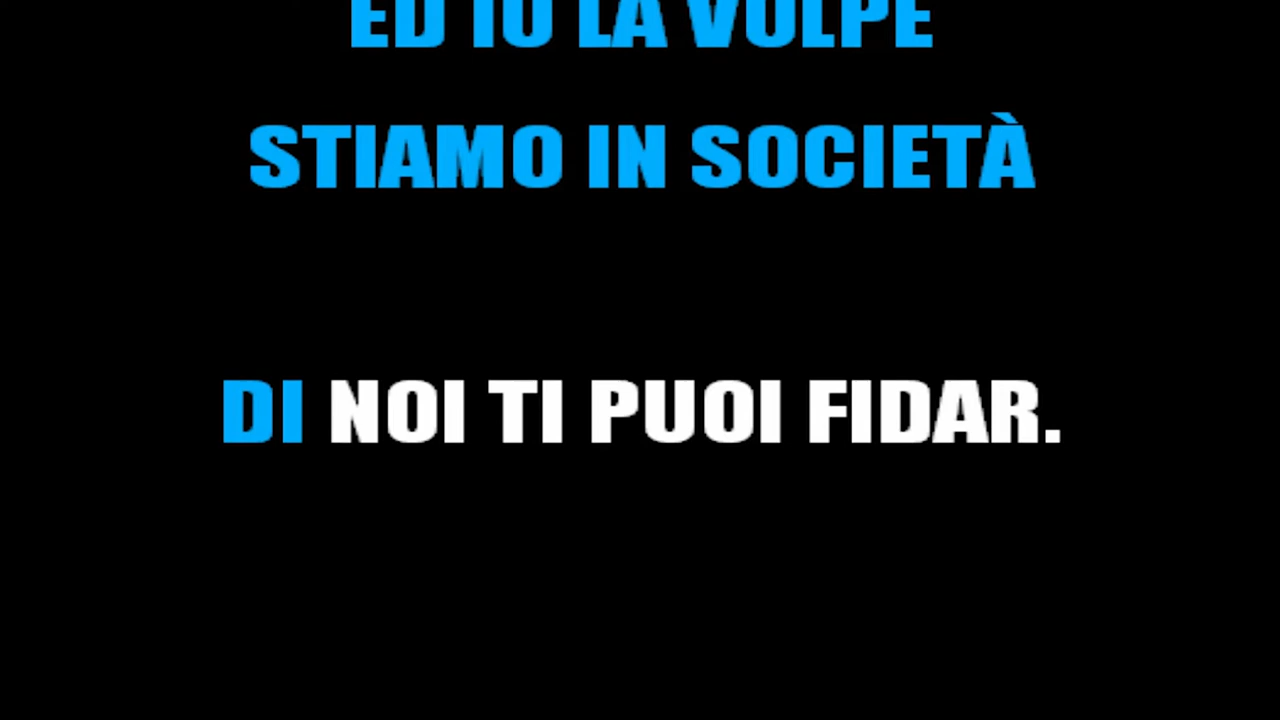 ED IO LA VOLPE
STIAMO IN SOCIETÀ
DI NOI TI PUOI FIDAR.